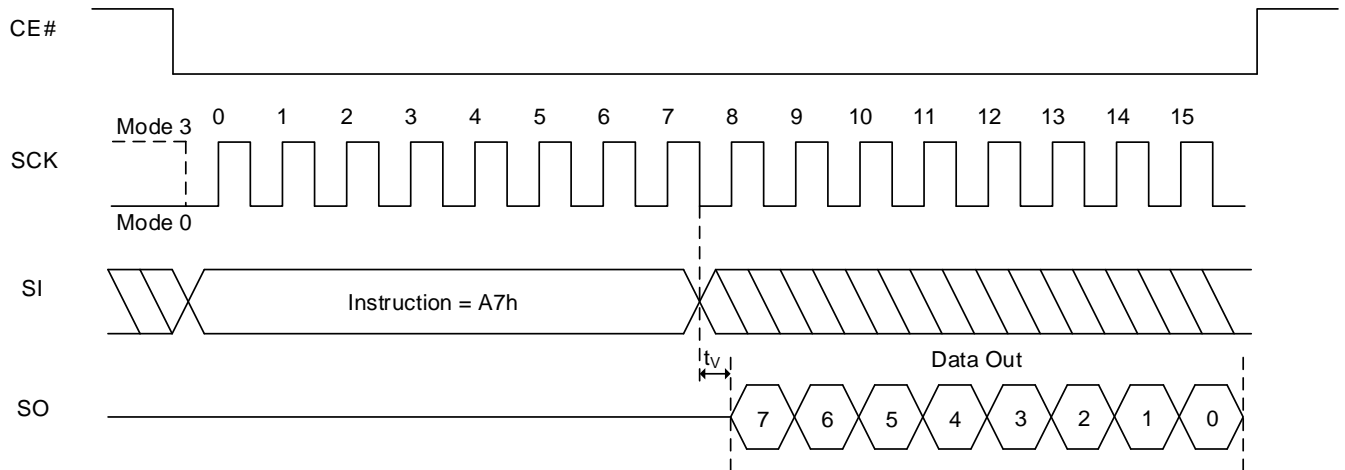 CE#
Mode 3 0 1 2 3 4 5 6 7 8 9 10 11 12 13 14 15
SCK
Mode 0
SI Instruction = A7h
tV Data Out
SO 7 6 5 4 3 2 1 0